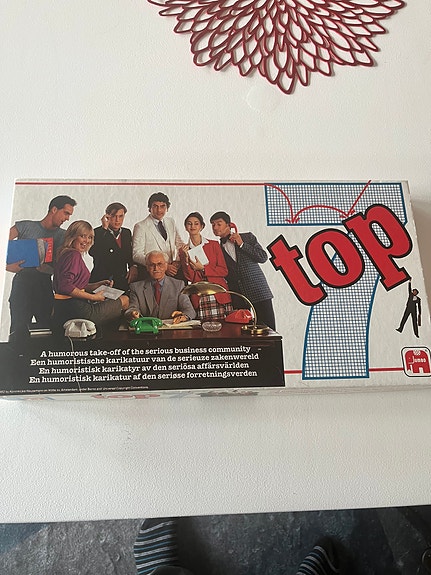 top
7
A humorous take-off of the serious business community
Een humoristische karikatuur van de serieuze zakenwereld
En humoristisk karikatyr av den seriösa affärsvärlden
En humoristisk karikatur af den seriøse forretningsverden
Jumbo